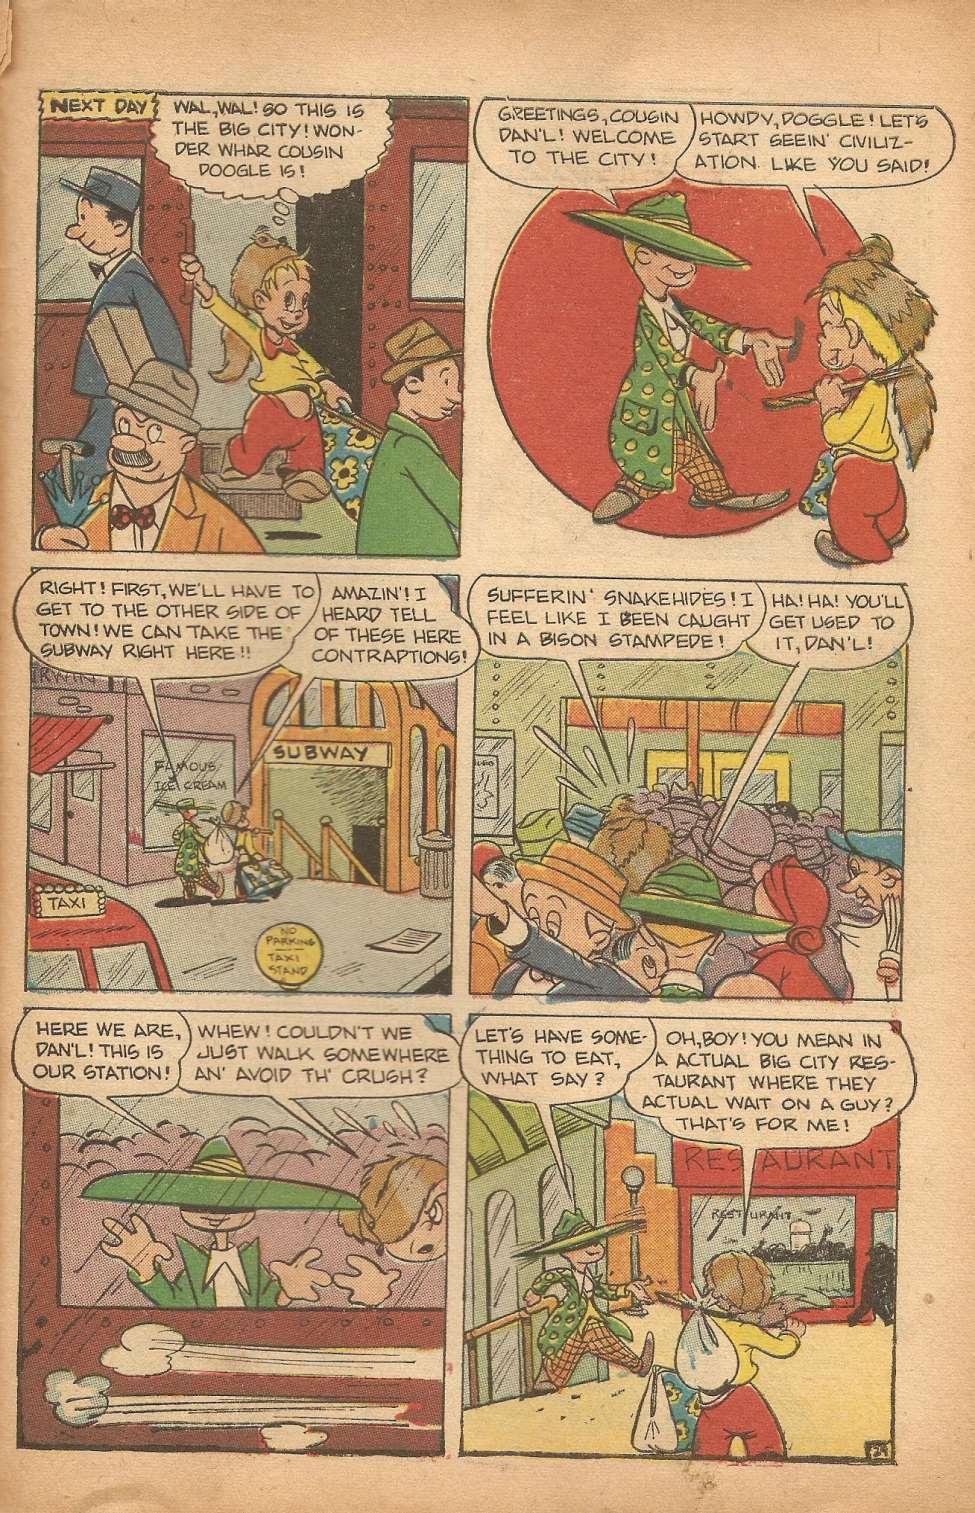 NEXT DAY
WAL, WAL! SO THIS IS
THE BIG CITY! WON-
DER WHAR COUSIN
DOOGLE IS!
GREETINGS, COUSIN
DAN'L! WELCOME
TO THE CITY!
HOWDY, DOGGLE! LET'S
START SEEIN' CIVILIZ-
ATION LIKE YOU SAID!
RIGHT! FIRST, WE'LL HAVE TO
GET TO THE OTHER SIDE OF
TOWN! WE CAN TAKE THE
SUBWAY RIGHT HERE!!
AMAZIN'! I
HEARD TELL
OF THESE HERE
CONTRAPTIONS!
SUBWAY
FAMOUS
ICE CREAM
TAXI
NO
PARKING
TAXI
STAND
SUFFERIN' SNAKEHIDES! I
FEEL LIKE I BEEN CAUGHT
IN A BISON STAMPEDE!
HA! HA! YOU'LL
GET USED TO
IT, DAN'L!
HERE WE ARE,
DAN'L! THIS IS
OUR STATION!
WHEW! COULDN'T WE
JUST WALK SOMEWHERE
AN' AVOID TH' CRUSH?
LET'S HAVE SOME-
THING TO EAT,
WHAT SAY?
OH, BOY! YOU MEAN IN
A ACTUAL BIG CITY RES-
TAURANT WHERE THEY
ACTUAL WAIT ON A GUY?
THAT'S FOR ME!
RESTAURANT
RESTAURANT